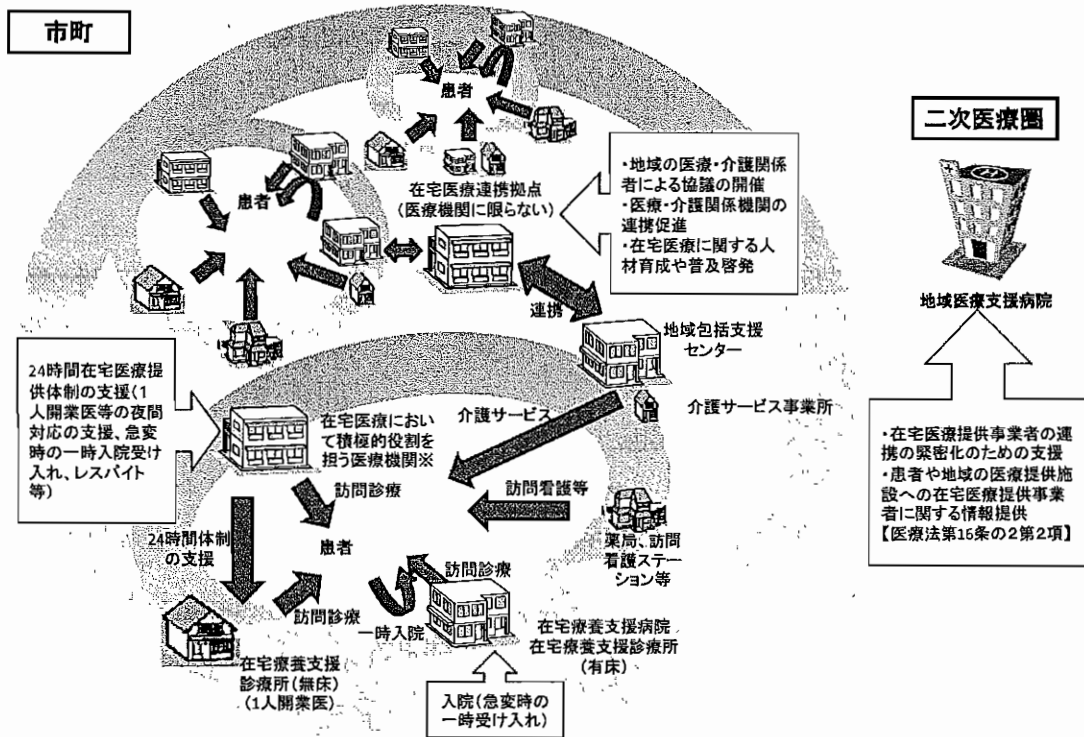 市町
患者
患者
在宅医療連携拠点
(医療機関に限らない)
・地域の医療・介護関係
者による協議の開催
・医療・介護関係機関の
連携促進
・在宅医療に関する人
材育成や普及啓発
二次医療圏
地域医療支援病院
連携
地域包括支援
センター
介護サービス事業所
24時間在宅医療提
供体制の支援(1
人開業医等の夜間
対応の支援、急変
時の一時入院受け
入れ、レスパイト
等)
在宅医療におい
て積極的役割を
担う医療機関※
介護サービス
・在宅医療提供事業者の連
携の緊密化のための支援
・患者や地域の医療提供施
設への在宅医療提供事業
者に関する情報提供
【医療法第16条の2第2項】
訪問診療
訪問看護等
24時間体制
の支援
患者
薬局、訪問
看護ステー
ション等
訪問診療
訪問診療
一時入院
在宅療養支援病院
在宅療養支援診療所
(有床)
在宅療養支援
診療所(無床)
(1人開業医)
入院(急変時の
一時受け入れ)